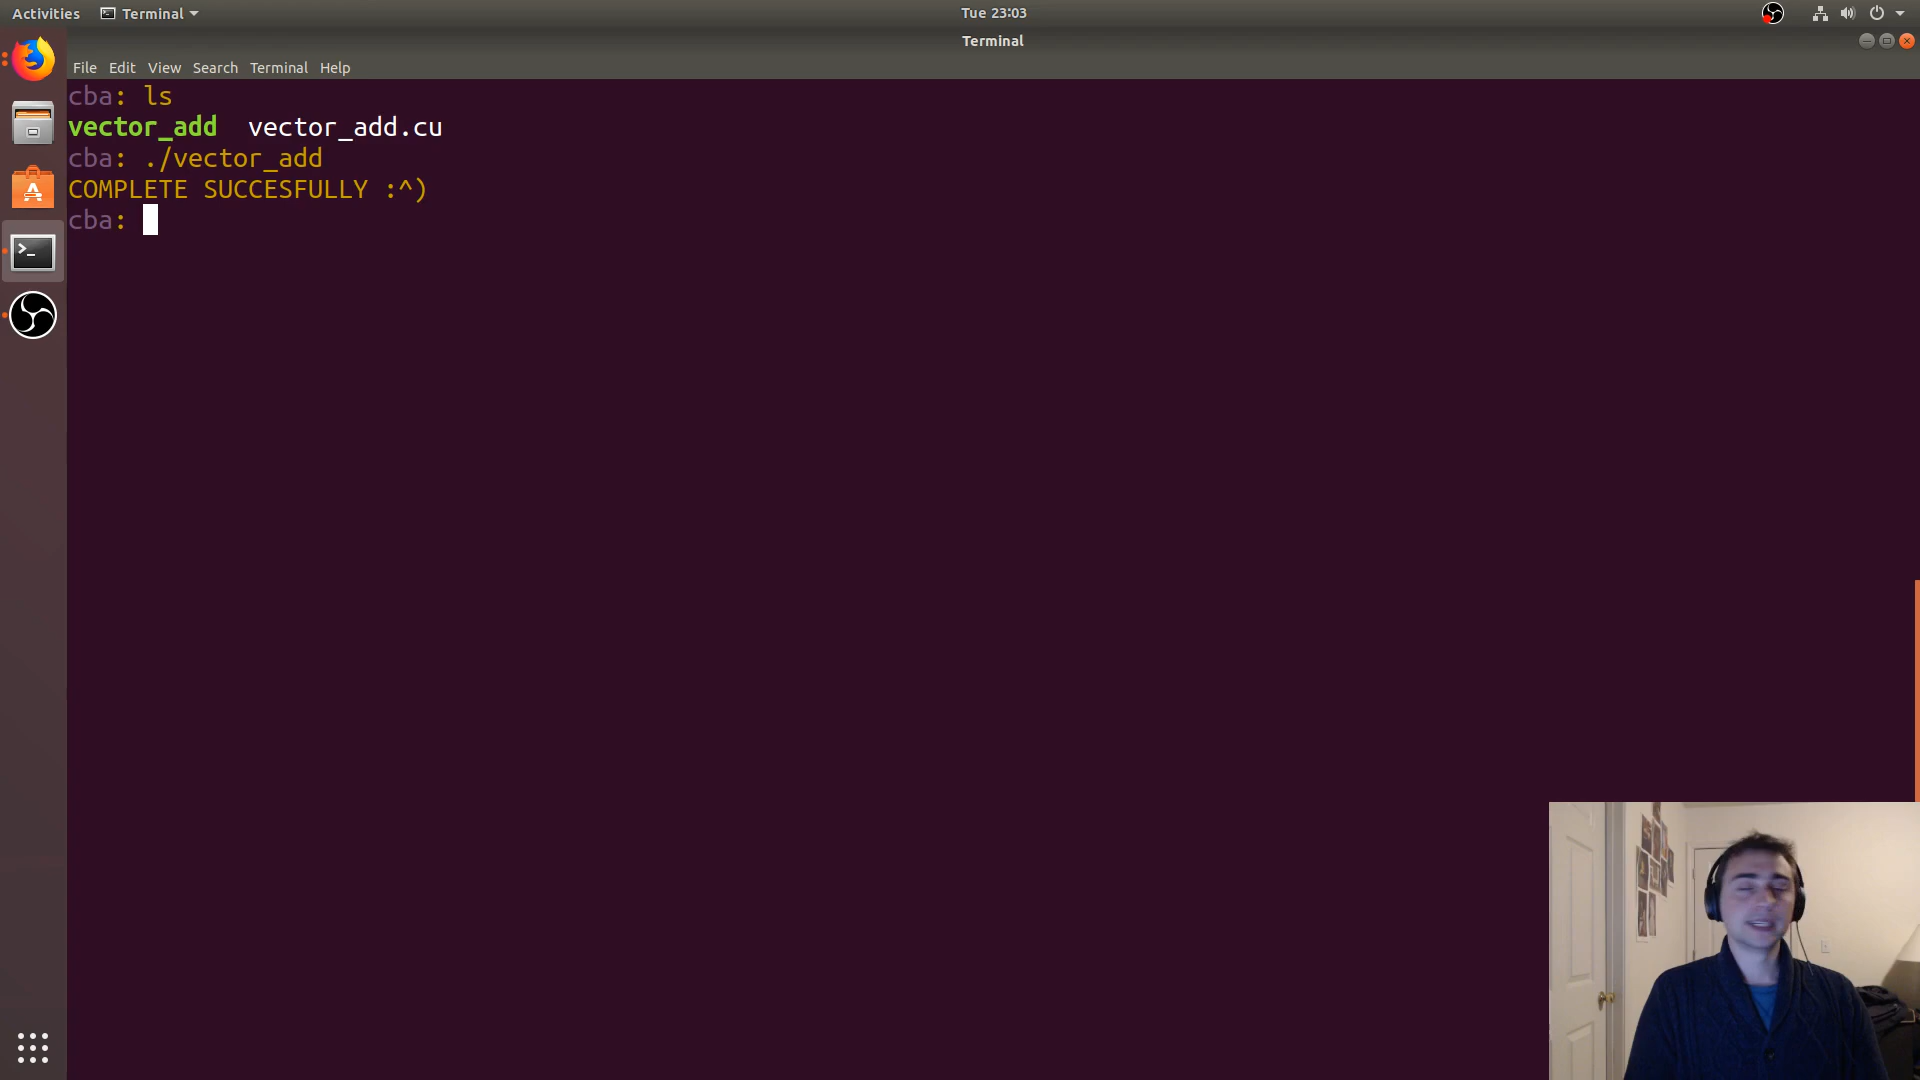 Activities Terminal Tue 23:03
Terminal
File Edit View Search Terminal Help
cba: ls
vector_add vector_add.cu
cba: ./vector_add
COMPLETE SUCCESFULLY :^)
cba: